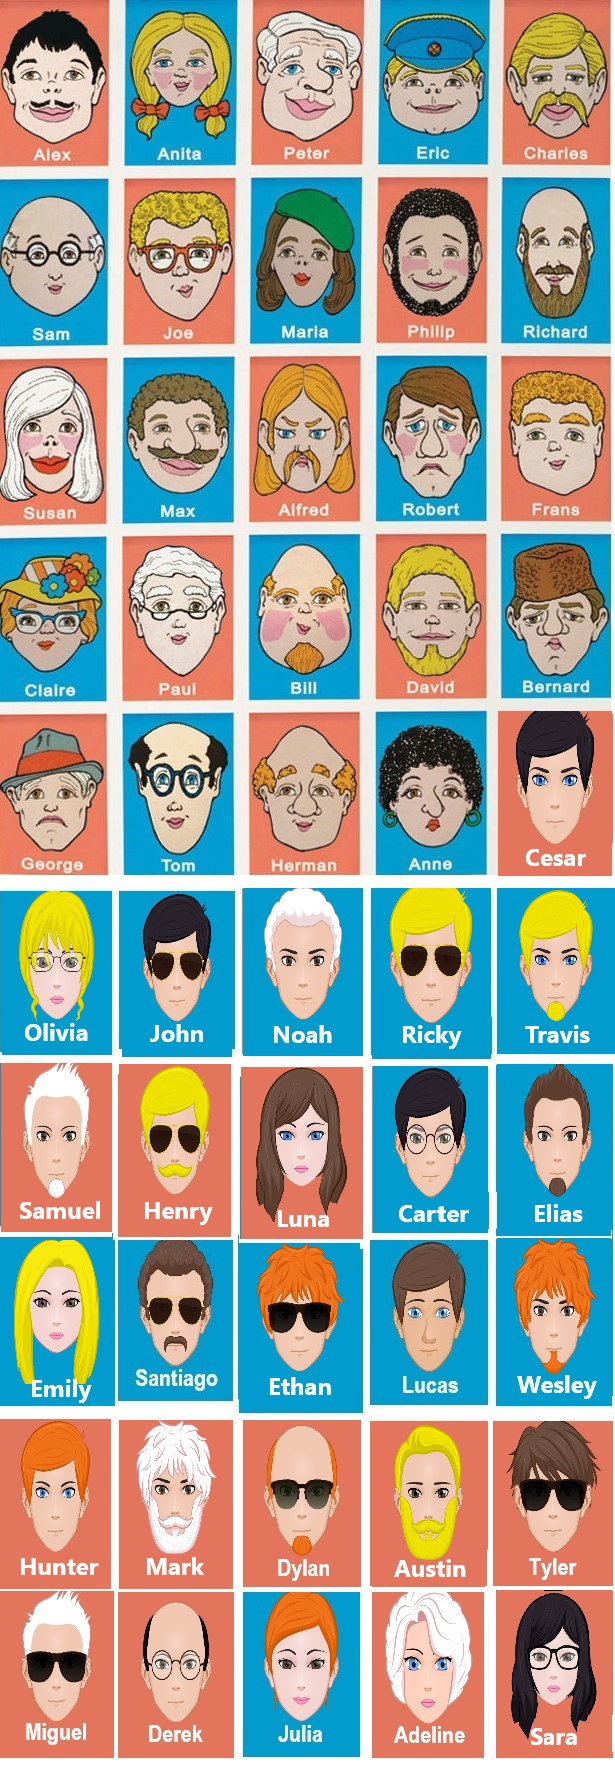 Alex Anita Peter Eric Charles
Sam Joe Maria Philip Richard
Susan Max Alfred Robert Frans
Claire Paul Bill David Bernard
George Tom Herman Anne Cesar
Olivia John Noah Ricky Travis
Samuel Henry Luna Carter Elias
Emily Santiago Ethan Lucas Wesley
Hunter Mark Dylan Austin Tyler
Miguel Derek Julia Adeline Sara